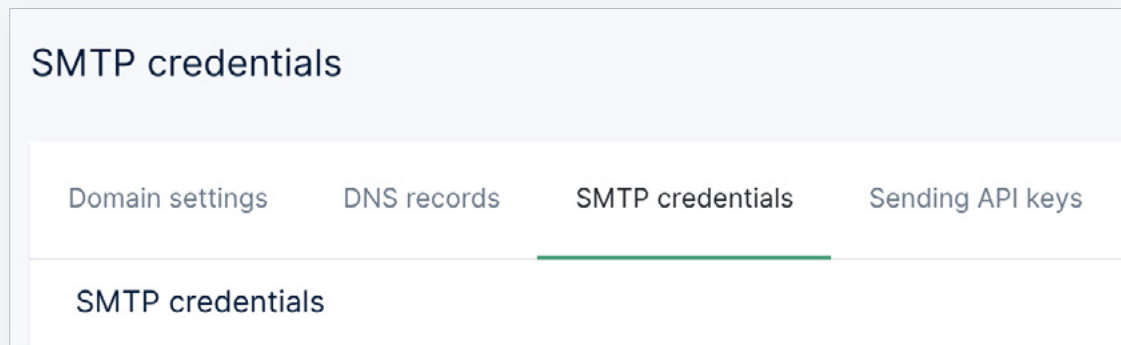 SMTP credentials
Domain settings DNS records SMTP credentials Sending API keys
SMTP credentials